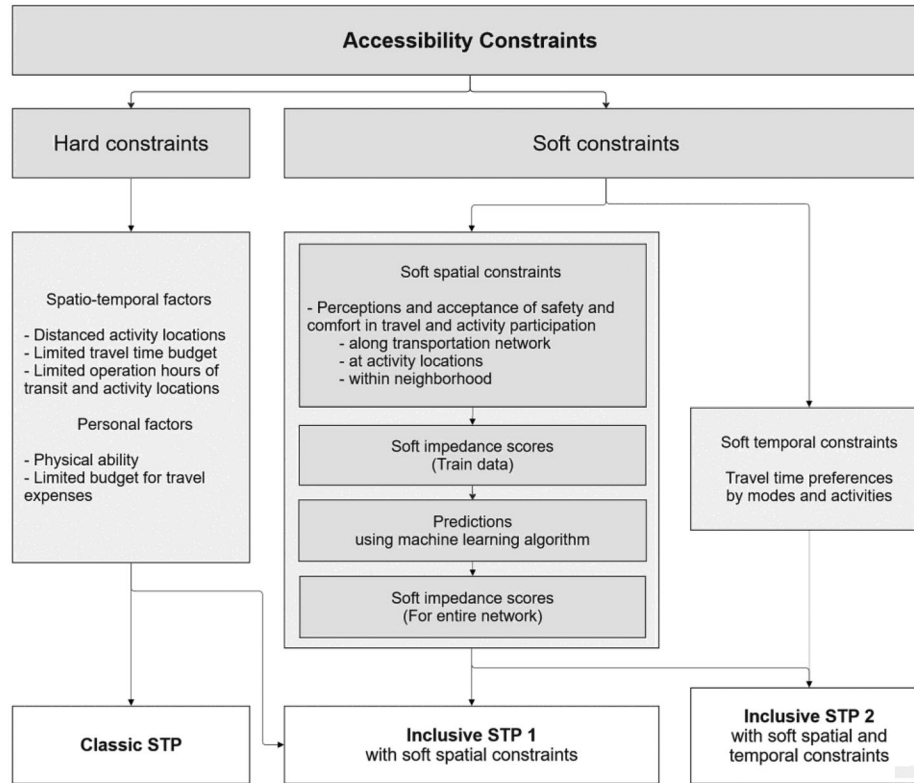 Accessibility Constraints
Hard constraints
Soft constraints
Spatio-temporal factors
- Distanced activity locations
- Limited travel time budget
- Limited operation hours of
transit and activity locations
Personal factors
- Physical ability
- Limited budget for travel
expenses
Soft spatial constraints
- Perceptions and acceptance of safety and
comfort in travel and activity participation
- along transportation network
- at activity locations
- within neighborhood
Soft impedance scores
(Train data)
Predictions
using machine learning algorithm
Soft impedance scores
(For entire network)
Soft temporal constraints
Travel time preferences
by modes and activities
Classic STP
Inclusive STP 1
with soft spatial constraints
Inclusive STP 2
with soft spatial and
temporal constraints